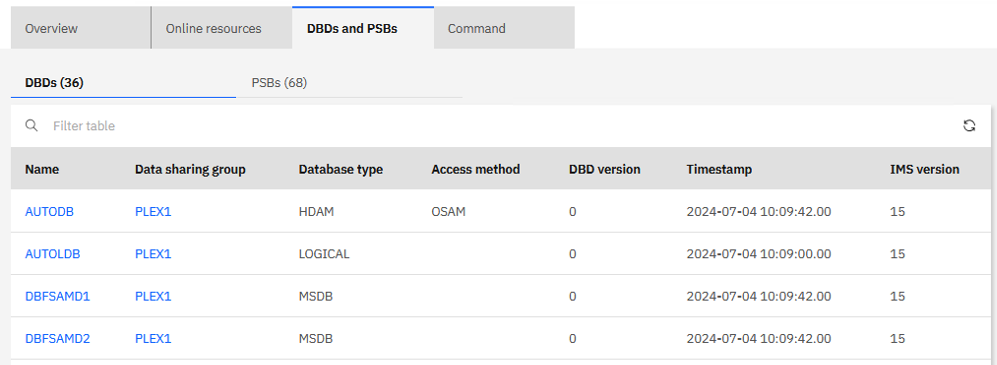 Overview Online resources DBDs and PSBs Command
DBDs (36) PSBs (68)
Filter table
Name Data sharing group Database type Access method DBD version Timestamp IMS version
AUTODB PLEX1 HDAM OSAM 0 2024-07-04 10:09:42.00 15
AUTOLDB PLEX1 LOGICAL 0 2024-07-04 10:09:00.00 15
DBFSAMD1 PLEX1 MSDB 0 2024-07-04 10:09:42.00 15
DBFSAMD2 PLEX1 MSDB 0 2024-07-04 10:09:42.00 15